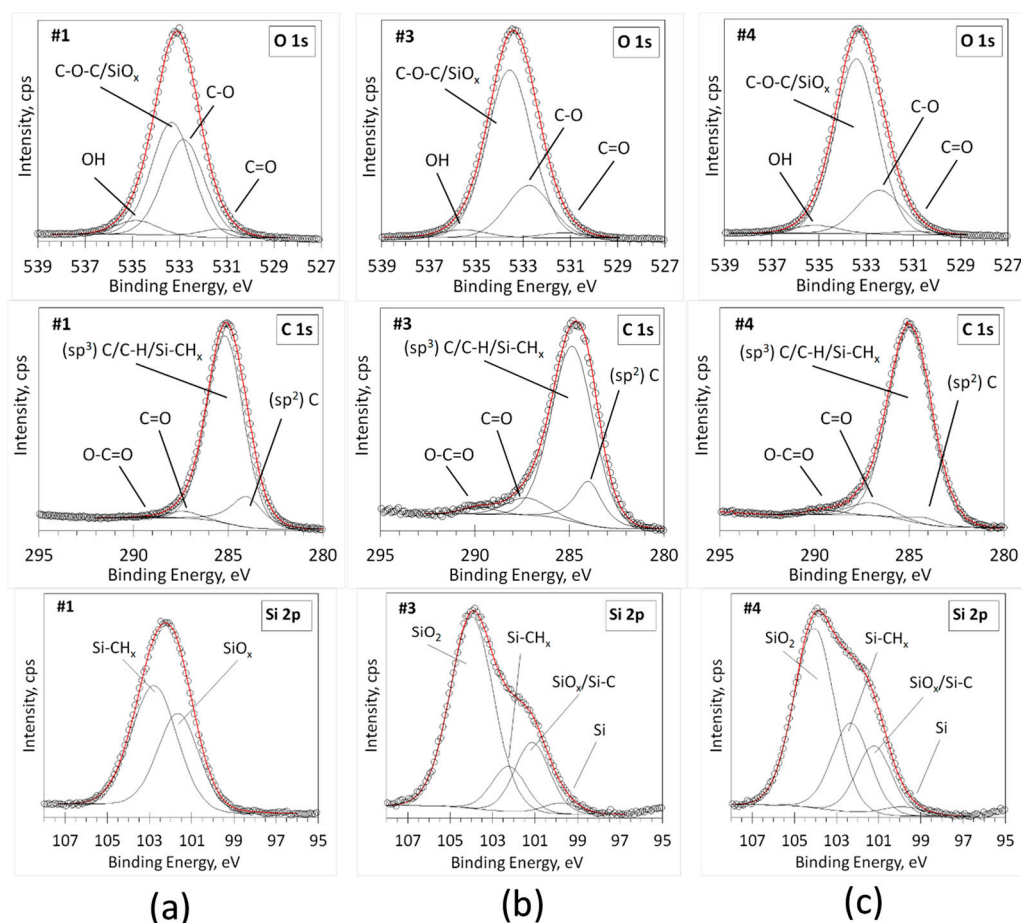 #1
O 1s
C-O-C/SiOx
C-O
OH
C=O
Intensity, cps
539 537 535 533 531 529 527
Binding Energy, eV
#3
O 1s
C-O-C/SiOx
C-O
OH
C=O
Intensity, cps
539 537 535 533 531 529 527
Binding Energy, eV
#4
O 1s
C-O-C/SiOx
C-O
OH
C=O
Intensity, cps
539 537 535 533 531 529 527
Binding Energy, eV
#1
C 1s
(sp³) C/C-H/Si-CHx
(sp²) C
C=O
O-C=O
Intensity, cps
295 290 285 280
Binding Energy, eV
#3
C 1s
(sp³) C/C-H/Si-CHx
(sp²) C
C=O
O-C=O
Intensity, cps
295 290 285 280
Binding Energy, eV
#4
C 1s
(sp³) C/C-H/Si-CHx
(sp²) C
C=O
O-C=O
Intensity, cps
295 290 285 280
Binding Energy, eV
#1
Si 2p
Si-CHx
SiOx
Intensity, cps
107 105 103 101 99 97 95
Binding Energy, eV
#3
Si 2p
SiO₂
Si-CHx
SiOx/Si-C
Si
Intensity, cps
107 105 103 101 99 97 95
Binding Energy, eV
#4
Si 2p
SiO₂
Si-CHx
SiOx/Si-C
Si
Intensity, cps
107 105 103 101 99 97 95
Binding Energy, eV
(a)
(b)
(c)